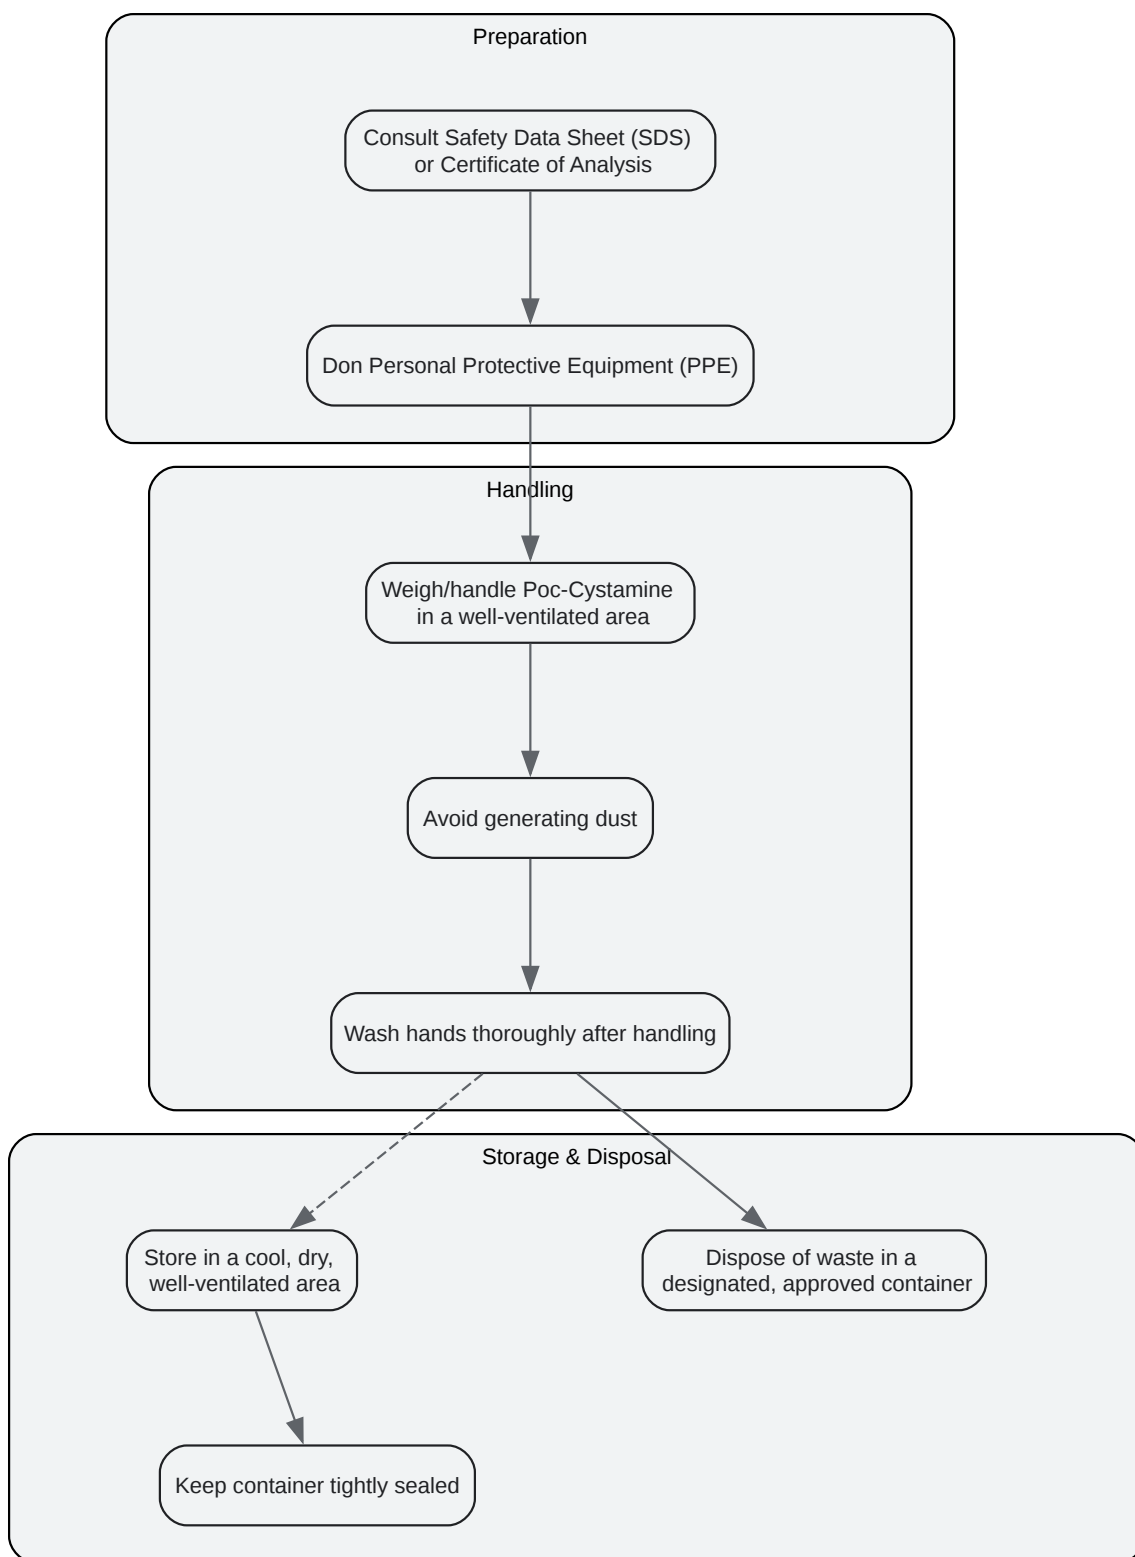 Preparation
Consult Safety Data Sheet (SDS)
or Certificate of Analysis
Don Personal Protective Equipment (PPE)
Handling
Weigh/handle Poc-Cystamine
in a well-ventilated area
Avoid generating dust
Wash hands thoroughly after handling
Storage & Disposal
Store in a cool, dry,
well-ventilated area
Dispose of waste in a
designated, approved container
Keep container tightly sealed